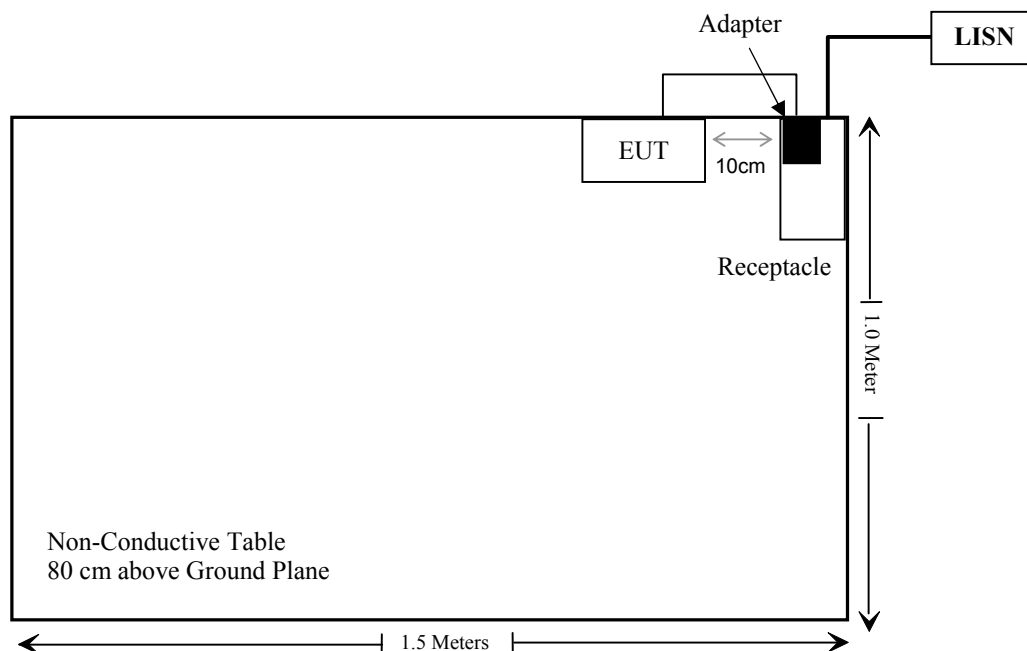 Adapter
LISN
EUT
10cm
Receptacle
1.0 Meter
Non-Conductive Table
80 cm above Ground Plane
1.5 Meters